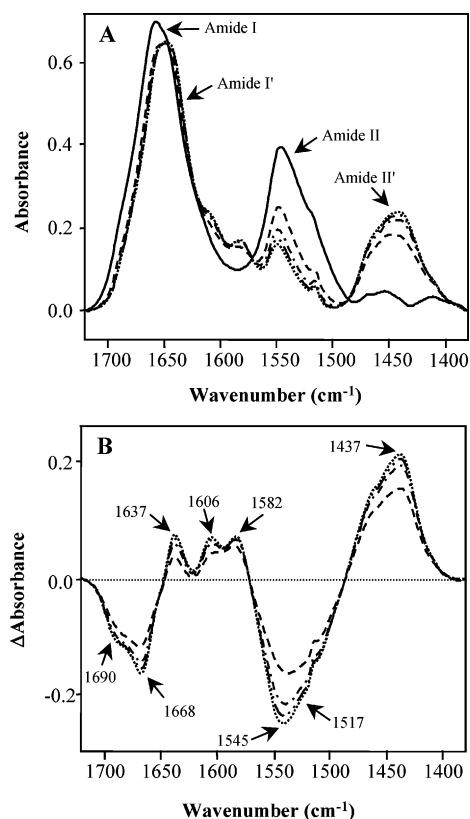 A
Amide I
Amide I'
Amide II
Amide II'
Absorbance
0.6
0.4
0.2
0.0
1700 1650 1600 1550 1500 1450 1400
Wavenumber (cm⁻¹)
B
1437
1637 1606 1582
ΔAbsorbance
0.2
0.0
-0.2
1690
1668
1545
1517
1700 1650 1600 1550 1500 1450 1400
Wavenumber (cm⁻¹)